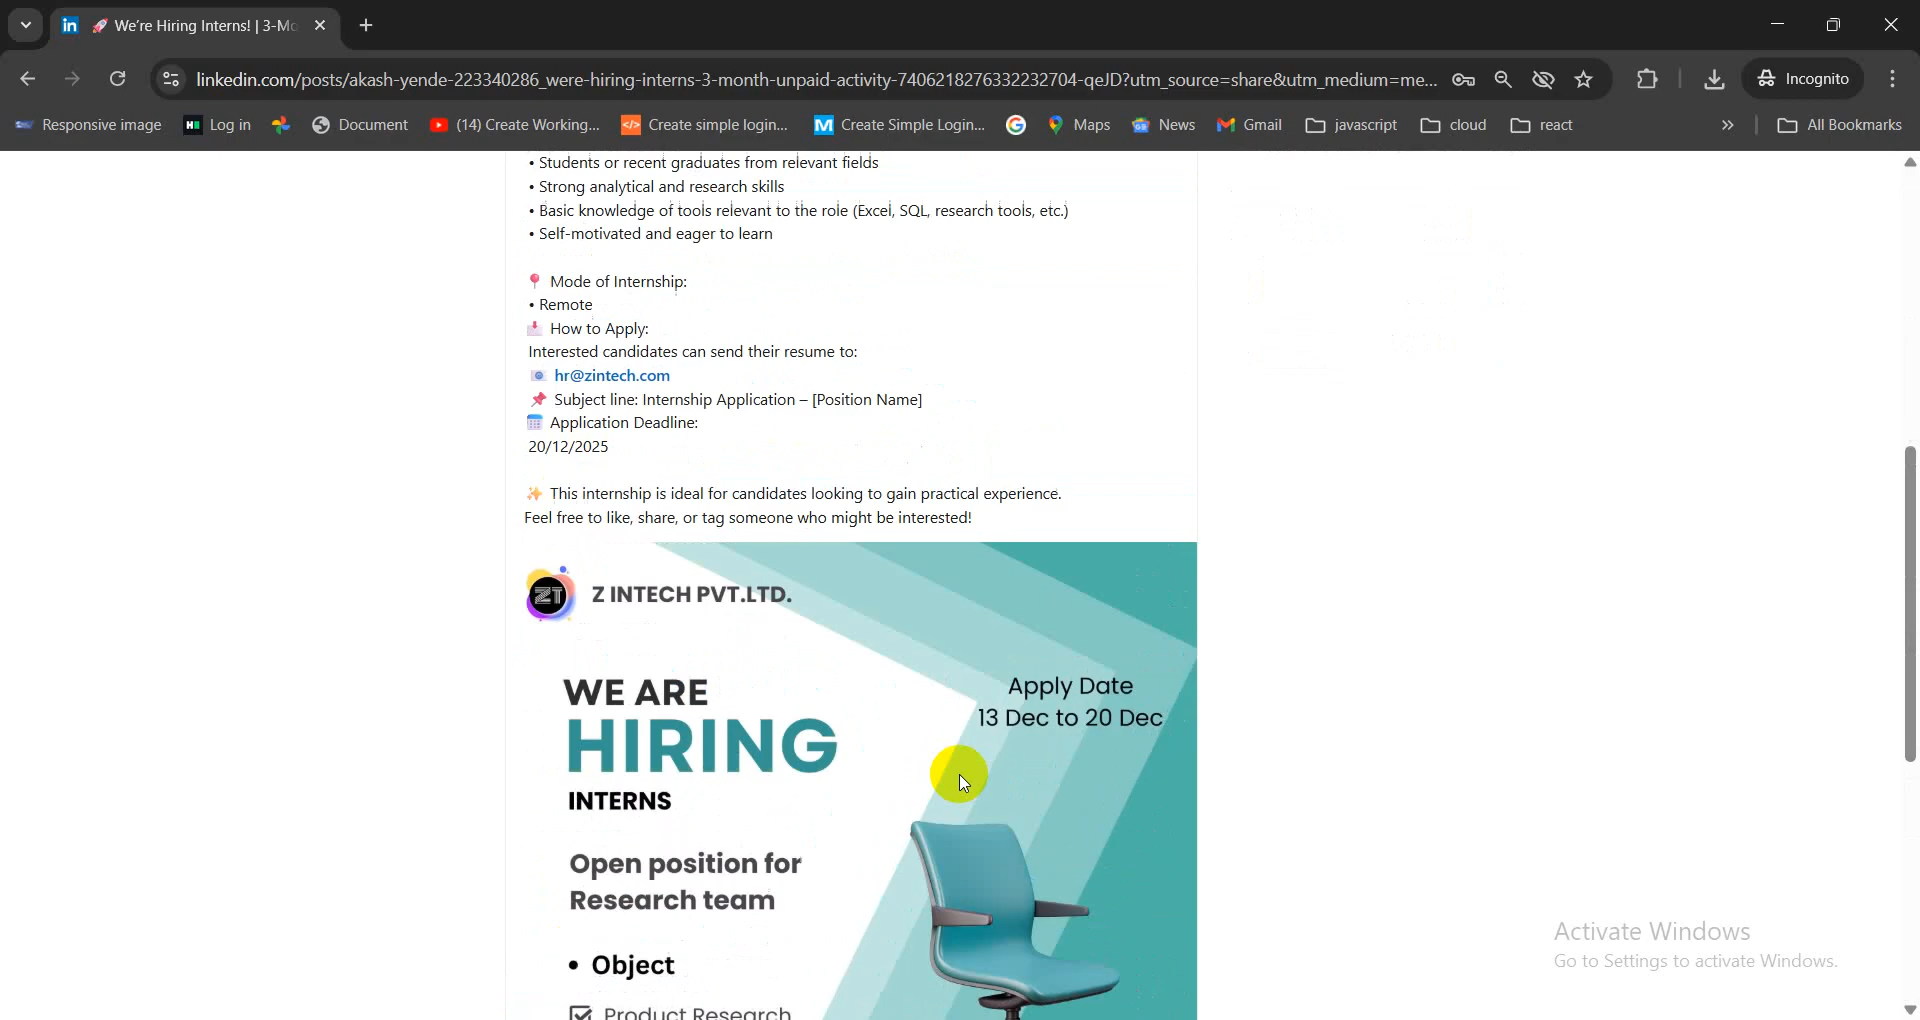 We're Hiring Interns! | 3-Mo
linkedin.com/posts/akash-yende-223340286_were-hiring-interns-3-month-unpaid-activity-7406218276332232704-qeJD?utm_source=share&utm_medium=me...
Incognito
Responsive image
Log in
Document
(14) Create Working...
Create simple login...
Create Simple Login...
Maps
News
Gmail
javascript
cloud
react
»
All Bookmarks
• Students or recent graduates from relevant fields
• Strong analytical and research skills
• Basic knowledge of tools relevant to the role (Excel, SQL, research tools, etc.)
• Self-motivated and eager to learn
📍 Mode of Internship:
• Remote
📩 How to Apply:
Interested candidates can send their resume to:
📧 hr@zintech.com
📌 Subject line: Internship Application – [Position Name]
🗓️ Application Deadline:
20/12/2025
✨ This internship is ideal for candidates looking to gain practical experience.
Feel free to like, share, or tag someone who might be interested!
ZT
Z INTECH PVT.LTD.
WE ARE
HIRING
INTERNS
Apply Date
13 Dec to 20 Dec
Open position for
Research team
• Object
Product Research
Activate Windows
Go to Settings to activate Windows.